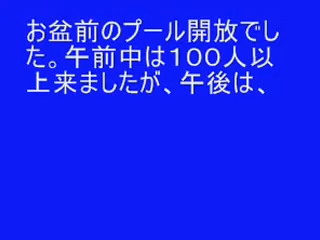 お盆前のプール開放でし
た。午前中は１００人以
上来ましたが、午後は、